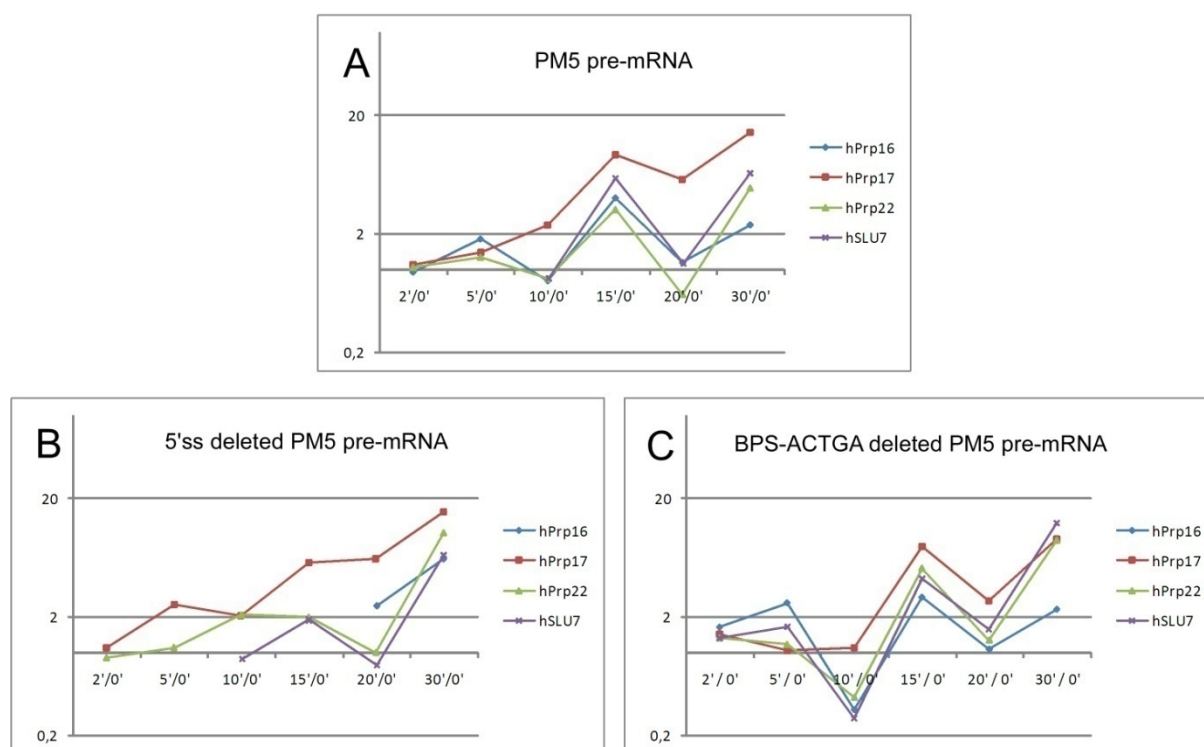 A
PM5 pre-mRNA
20
2
0,2
2'/0' 5'/0' 10'/0' 15'/0' 20'/0' 30'/0'
hPrp16
hPrp17
hPrp22
hSLU7
B
5'ss deleted PM5 pre-mRNA
20
2
0,2
2'/0' 5'/0' 10'/0' 15'/0' 20'/0' 30'/0'
hPrp16
hPrp17
hPrp22
hSLU7
C
BPS-ACTGA deleted PM5 pre-mRNA
20
2
0,2
2' / 0' 5' / 0' 10' / 0' 15' / 0' 20' / 0' 30' / 0'
hPrp16
hPrp17
hPrp22
hSLU7